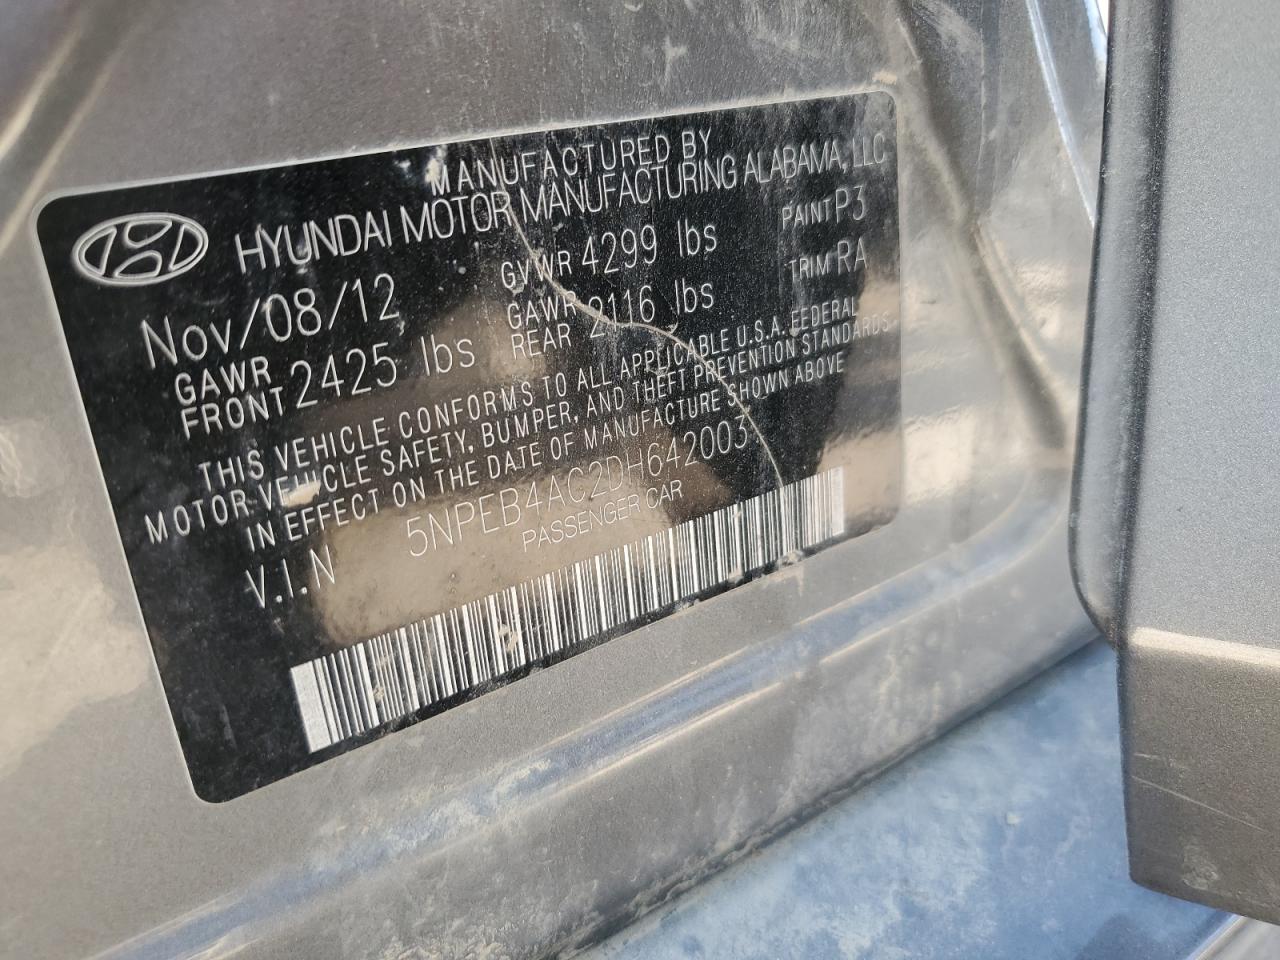 MANUFACTURED BY
HYUNDAI MOTOR MANUFACTURING ALABAMA, LLC
Nov/08/12 GVWR 4299 lbs PAINT P3
GAWR FRONT 2425 lbs GAWR REAR 2116 lbs TRIM RA
THIS VEHICLE CONFORMS TO ALL APPLICABLE U.S.A. FEDERAL
MOTOR VEHICLE SAFETY, BUMPER, AND THEFT PREVENTION STANDARDS
IN EFFECT ON THE DATE OF MANUFACTURE SHOWN ABOVE
V.I.N 5NPEB4AC2DH642003
PASSENGER CAR